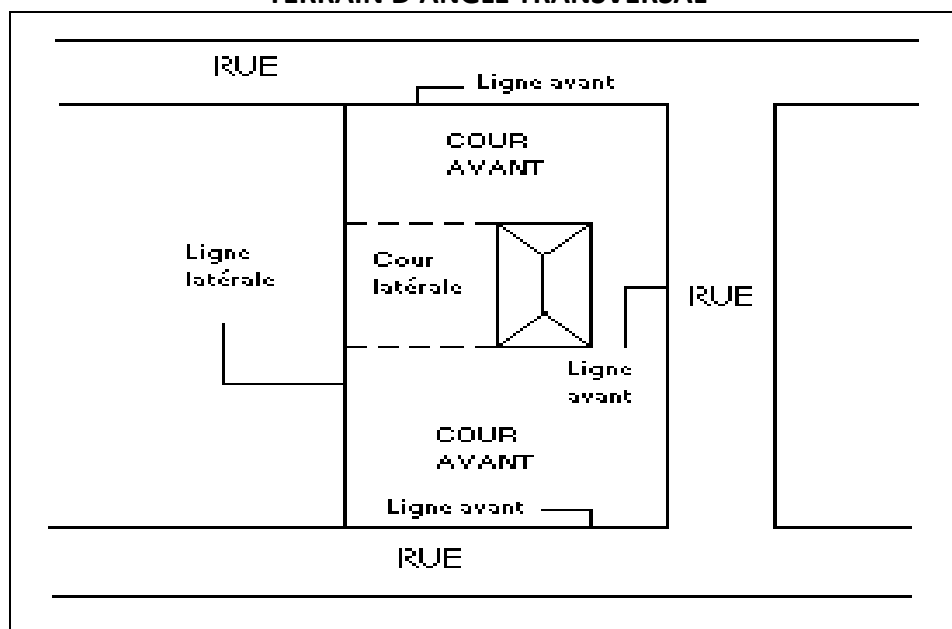 TERRAIN D'ANGLE TRANSVERSAL
RUE
Ligne avant
COUR
AVANT
Ligne
latérale
Cour
latérale
RUE
Ligne
avant
COUR
AVANT
Ligne avant
RUE